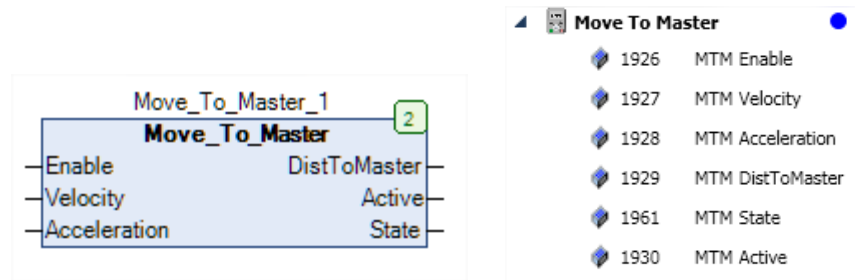 Move_To_Master_1
2
Move_To_Master
Enable DistToMaster
Velocity Active
Acceleration State
Move To Master
1926 MTM Enable
1927 MTM Velocity
1928 MTM Acceleration
1929 MTM DistToMaster
1961 MTM State
1930 MTM Active